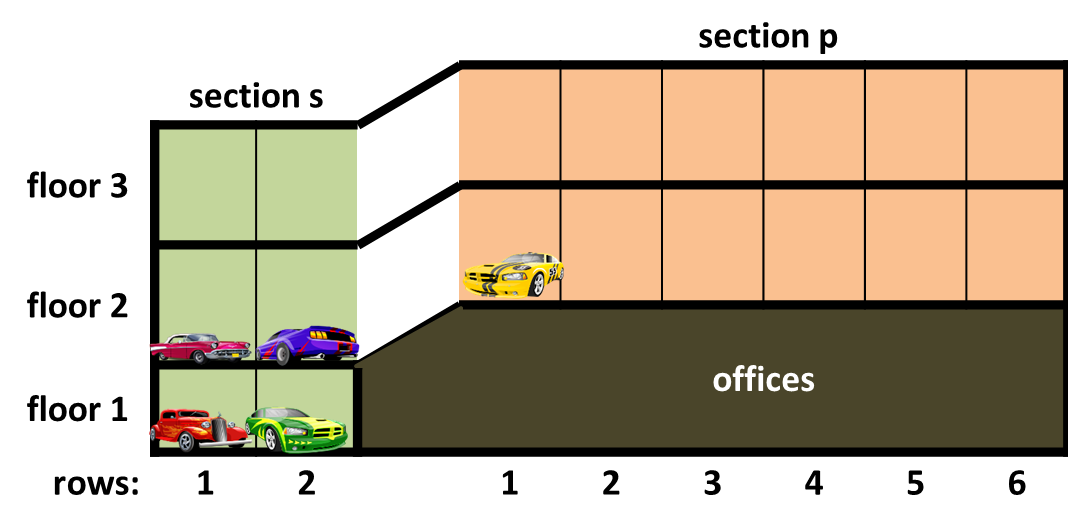 section p
section s
floor 3
floor 2
offices
floor 1
rows: 1 2 1 2 3 4 5 6